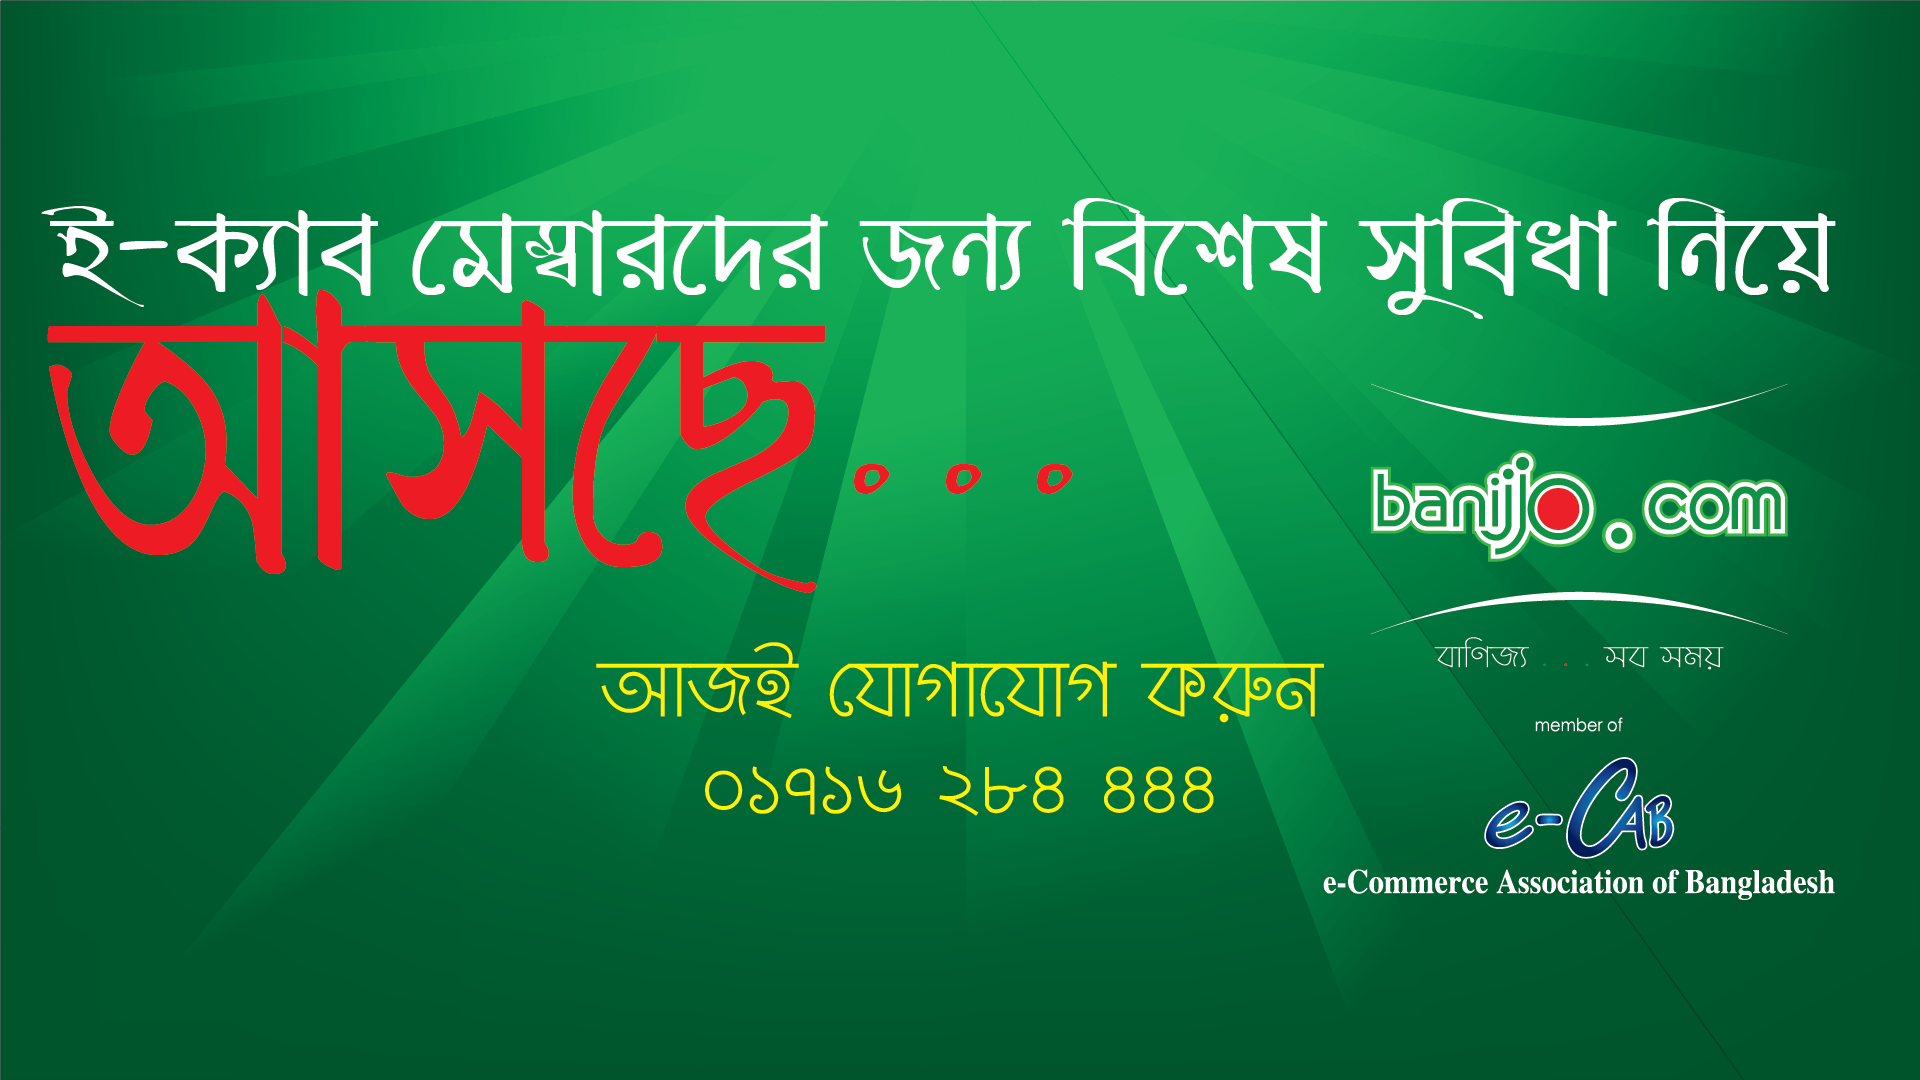 ই-ক্যাব মেম্বারদের জন্য বিশেষ সুবিধা নিয়ে
আসছে...
banijjo.com
বাণিজ্য . . . সব সময়
আজই যোগাযোগ করুন
০১৭১৬ ২৮৪ ৪৪৪
member of
e-CAB
e-Commerce Association of Bangladesh